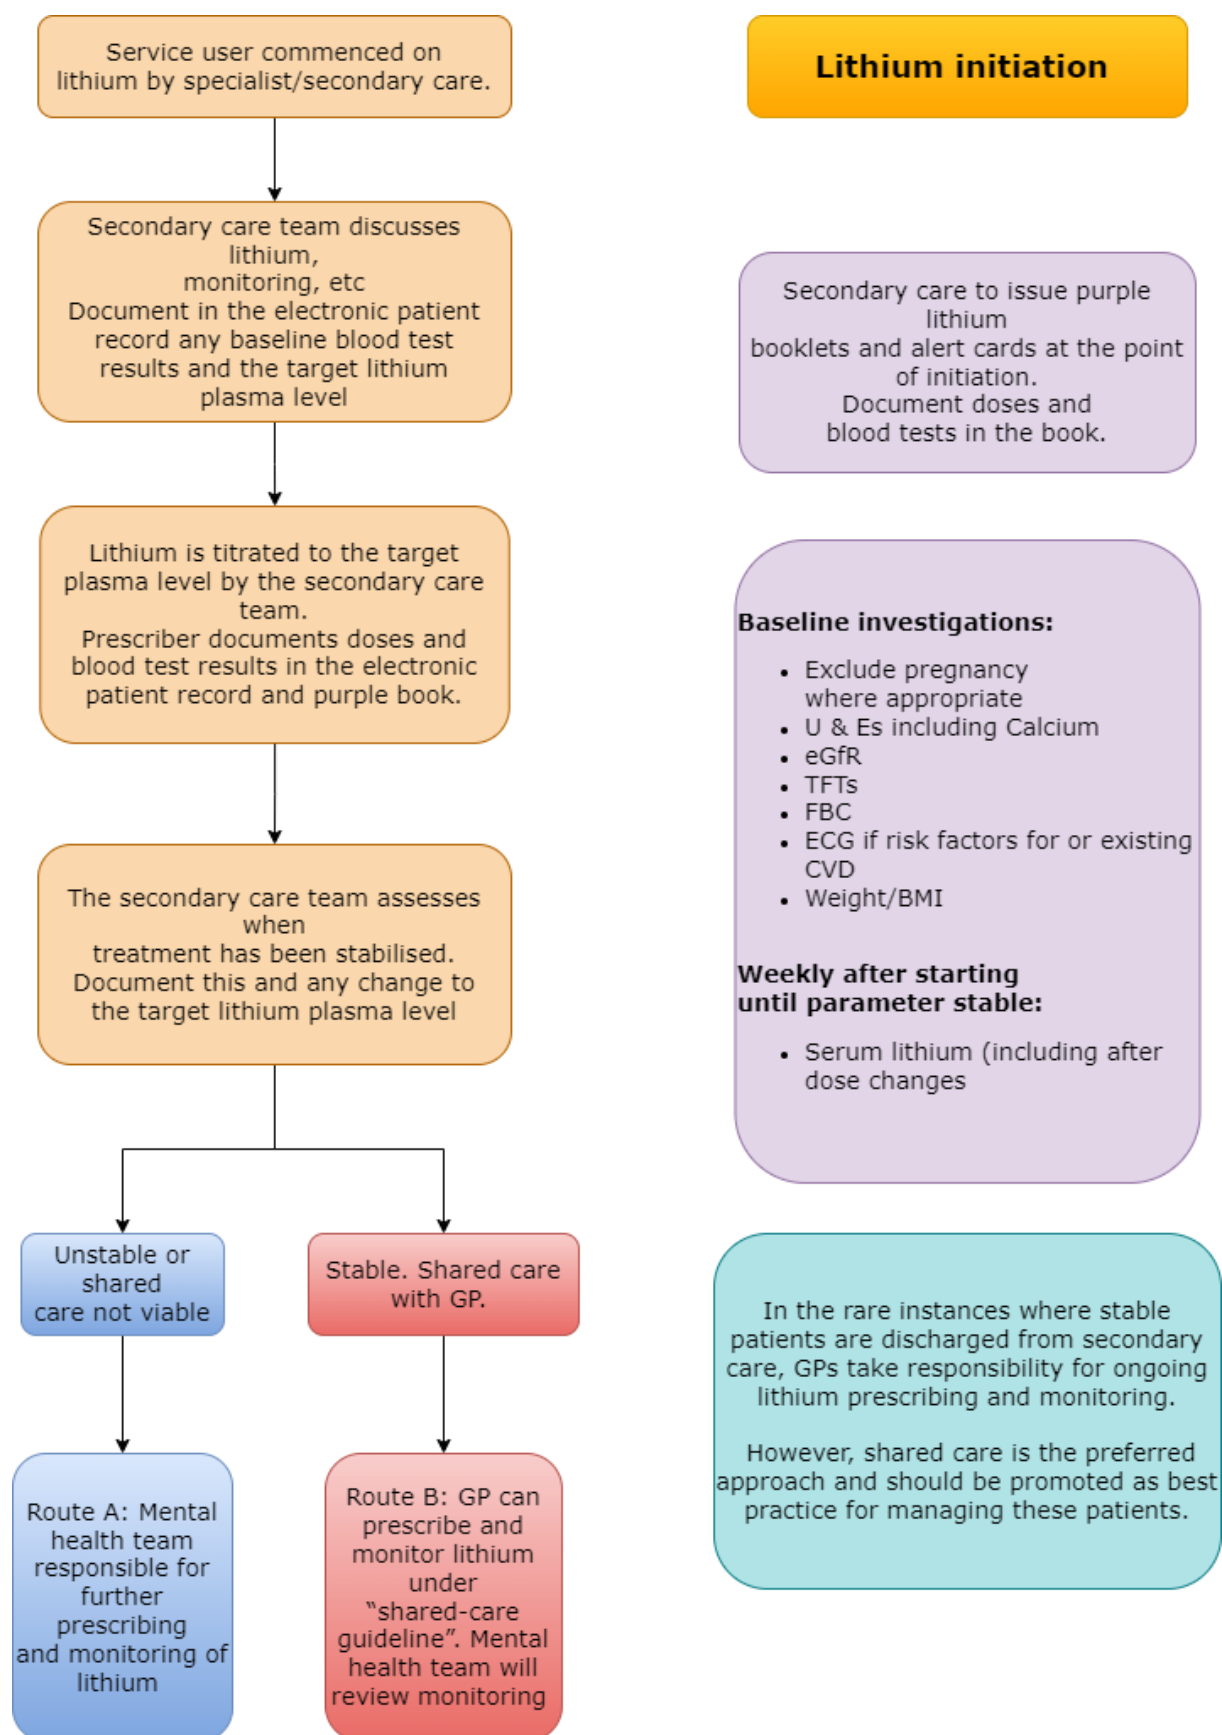 Service user commenced on
lithium by specialist/secondary care.
Lithium initiation
Secondary care team discusses
lithium,
monitoring, etc
Document in the electronic patient
record any baseline blood test
results and the target lithium
plasma level
Secondary care to issue purple
lithium
booklets and alert cards at the point
of initiation.
Document doses and
blood tests in the book.
Lithium is titrated to the target
plasma level by the secondary care
team.
Prescriber documents doses and
blood test results in the electronic
patient record and purple book.
Baseline investigations:
• Exclude pregnancy
where appropriate
• U & Es including Calcium
• eGfR
• TFTs
• FBC
• ECG if risk factors for or existing
CVD
• Weight/BMI
Weekly after starting
until parameter stable:
• Serum lithium (including after
dose changes
The secondary care team assesses
when
treatment has been stabilised.
Document this and any change to
the target lithium plasma level
Unstable or
shared
care not viable
Stable. Shared care
with GP.
In the rare instances where stable
patients are discharged from secondary
care, GPs take responsibility for ongoing
lithium prescribing and monitoring.
However, shared care is the preferred
approach and should be promoted as best
practice for managing these patients.
Route A: Mental
health team
responsible for
further
prescribing
and monitoring of
lithium
Route B: GP can
prescribe and
monitor lithium
under
“shared-care
guideline”. Mental
health team will
review monitoring